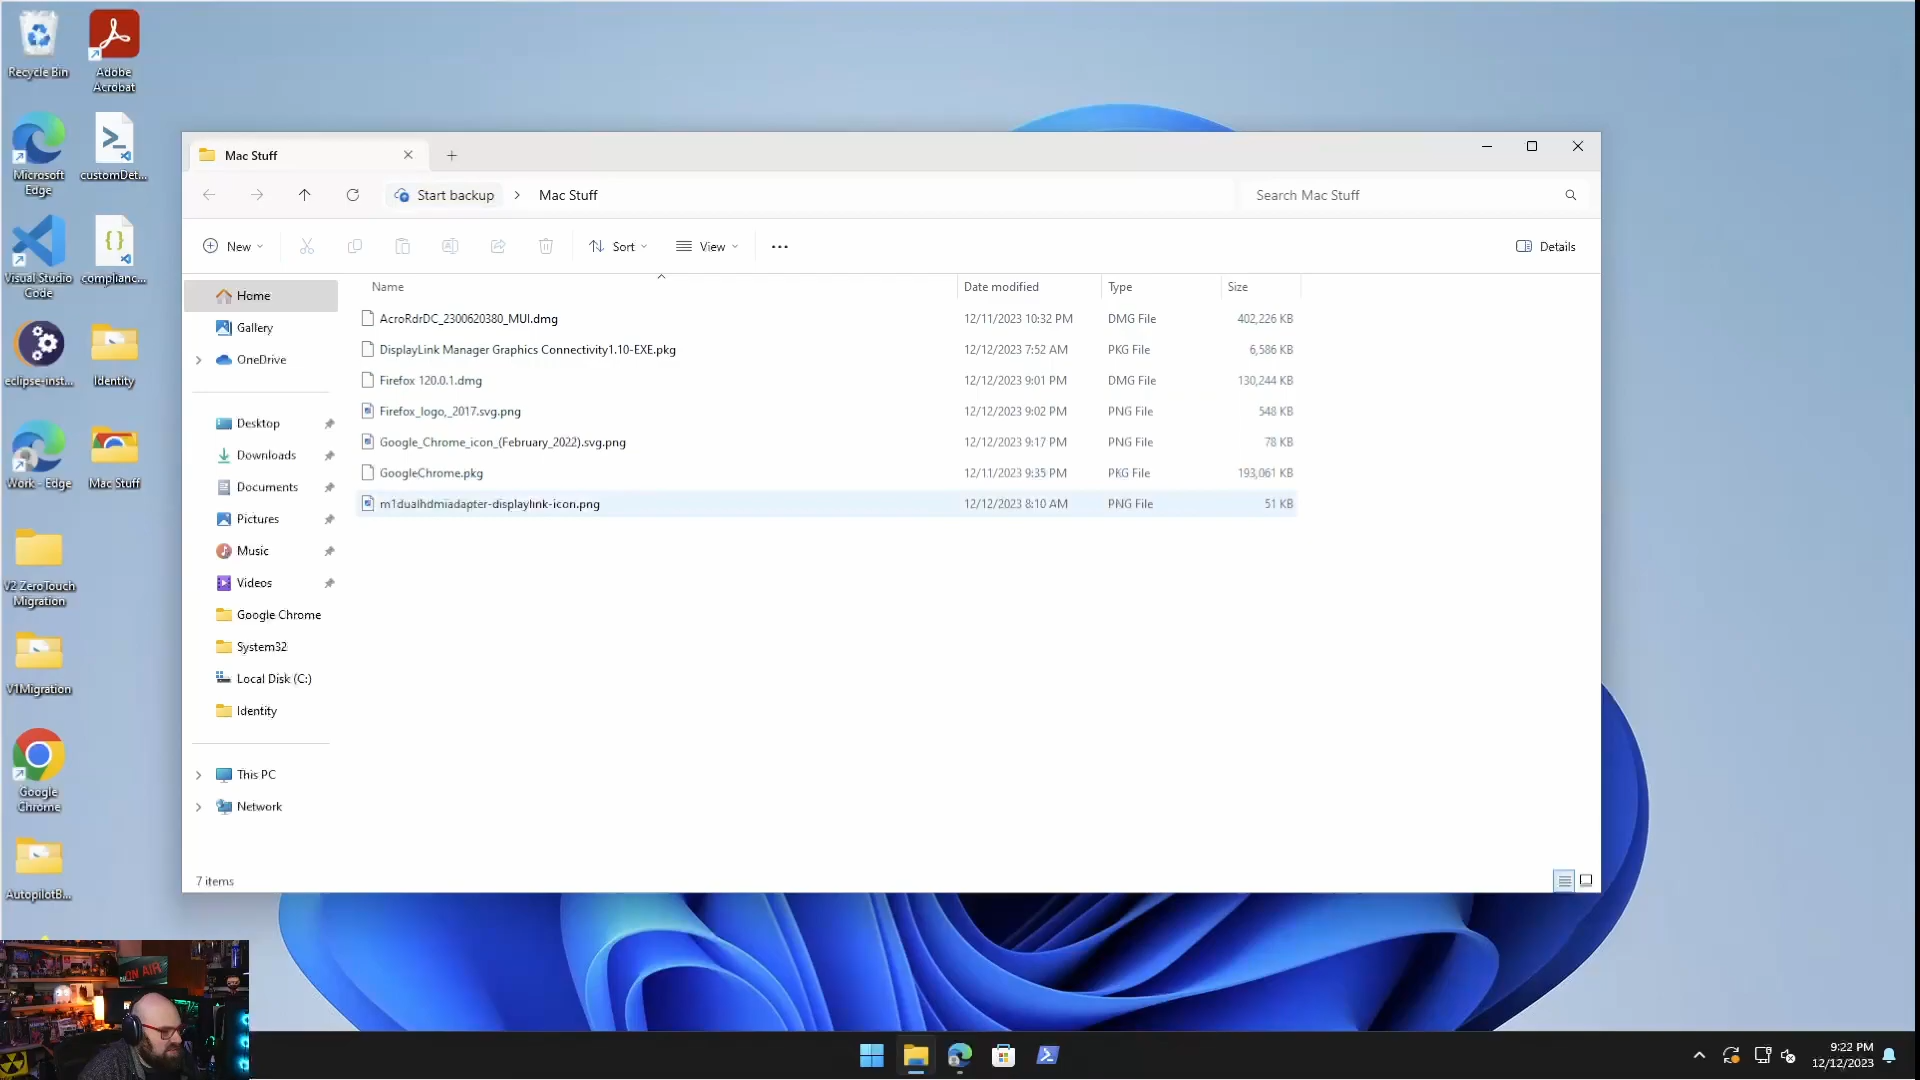 Recycle Bin
Adobe
Acrobat
Microsoft
Edge
customDet...
Visual Studio
Code
complianc...
eclipse-inst...
Identity
Work - Edge
Mac Stuff
V2 ZeroTouch
Migration
V1Migration
Google
Chrome
AutopilotB...
Mac Stuff
Start backup
Mac Stuff
Search Mac Stuff
New
Sort
View
Details
Home
Gallery
OneDrive
Desktop
Downloads
Documents
Pictures
Music
Videos
Google Chrome
System32
Local Disk (C:)
Identity
This PC
Network
Name Date modified Type Size
AcroRdrDC_2300620380_MUI.dmg 12/11/2023 10:32 PM DMG File 402,226 KB
DisplayLink Manager Graphics Connectivity1.10-EXE.pkg 12/12/2023 7:52 AM PKG File 6,586 KB
Firefox 120.0.1.dmg 12/12/2023 9:01 PM DMG File 130,244 KB
Firefox_logo,_2017.svg.png 12/12/2023 9:02 PM PNG File 548 KB
Google_Chrome_icon_(February_2022).svg.png 12/12/2023 9:17 PM PNG File 78 KB
GoogleChrome.pkg 12/11/2023 9:35 PM PKG File 193,061 KB
m1dualhdmiadapter-displaylink-icon.png 12/12/2023 8:10 AM PNG File 51 KB
7 items
ON AIR
9:22 PM
12/12/2023